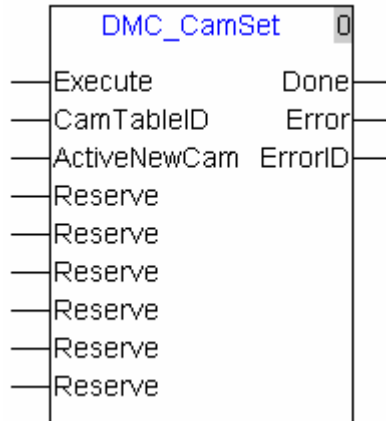 DMC_CamSet 0
Execute Done
CamTableID Error
ActiveNewCam ErrorID
Reserve
Reserve
Reserve
Reserve
Reserve
Reserve